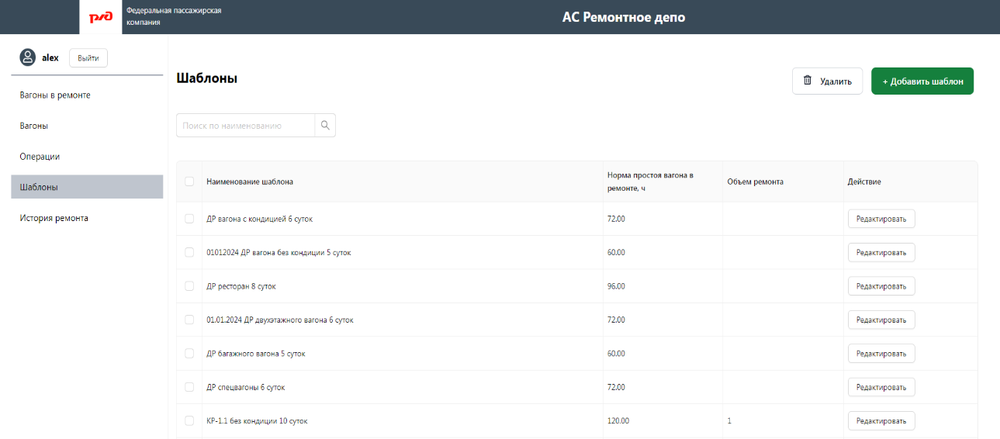 РЖД
Федеральная пассажирская
компания
АС Ремонтное депо
alex
Выйти
Вагоны в ремонте
Вагоны
Операции
Шаблоны
История ремонта
Шаблоны
Удалить
+ Добавить шаблон
Поиск по наименованию
Наименование шаблона
Норма простоя вагона в
ремонте, ч
Объем ремонта
Действие
ДР вагона с кондицией 6 суток 72.00 Редактировать
01012024 ДР вагона без кондиции 5 суток 60.00 Редактировать
ДР ресторан 8 суток 96.00 Редактировать
01.01.2024 ДР двухэтажного вагона 6 суток 72.00 Редактировать
ДР багажного вагона 5 суток 60.00 Редактировать
ДР спецвагоны 6 суток 72.00 Редактировать
КР-1.1 без кондиции 10 суток 120.00 1 Редактировать